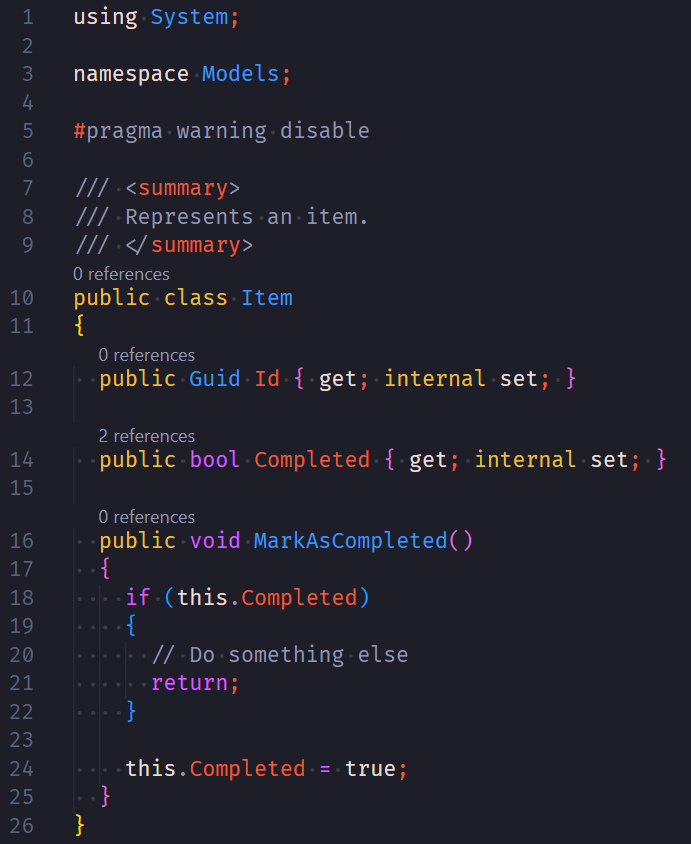 1 using System;
2
3 namespace Models;
4
5 #pragma warning disable
6
7 /// <summary>
8 /// Represents an item.
9 /// </summary>
0 references
10 public class Item
11 {
0 references
12   public Guid Id { get; internal set; }
13
2 references
14   public bool Completed { get; internal set; }
15
0 references
16   public void MarkAsCompleted()
17   {
18     if (this.Completed)
19     {
20       // Do something else
21       return;
22     }
23
24     this.Completed = true;
25   }
26 }